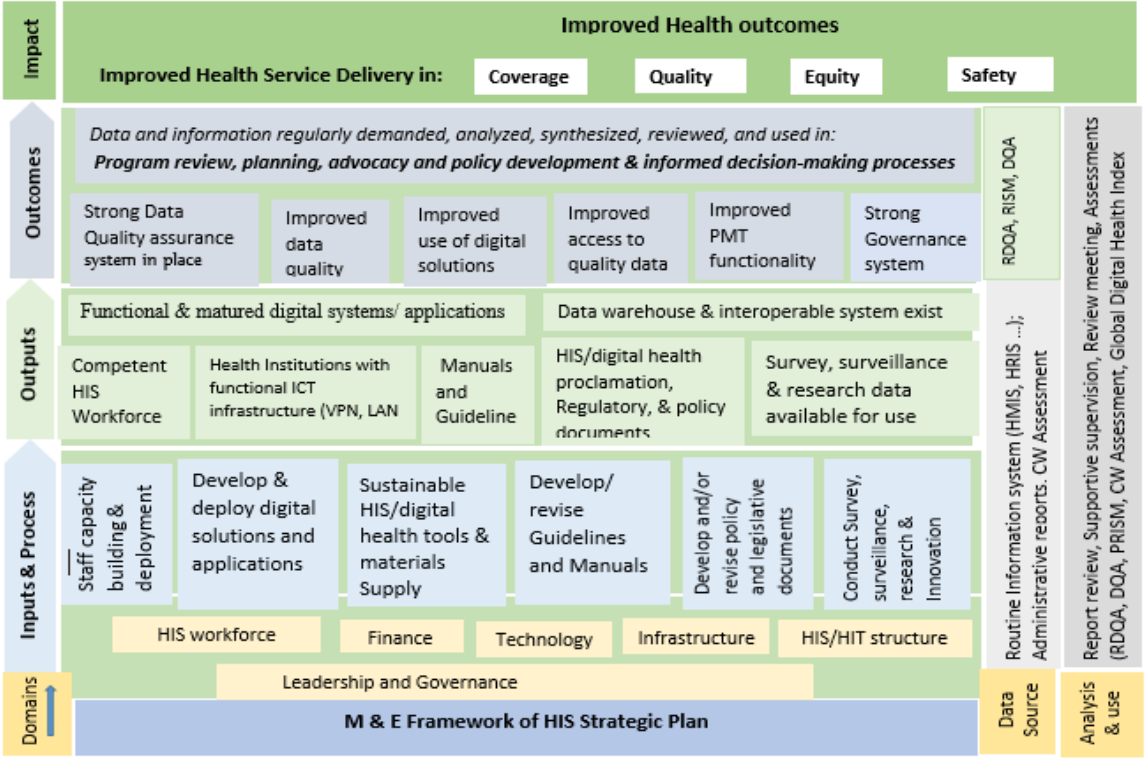 Impact
Improved Health outcomes
Improved Health Service Delivery in:
Coverage
Quality
Equity
Safety
Outcomes
Data and information regularly demanded, analyzed, synthesized, reviewed, and used in:
Program review, planning, advocacy and policy development & informed decision-making processes
Strong Data
Quality assurance
system in place
Improved
data
quality
Improved
use of digital
solutions
Improved
access to
quality data
Improved
PMT
functionality
Strong
Governance
system
Outputs
Functional & matured digital systems/ applications
Data warehouse & interoperable system exist
Competent
HIS
Workforce
Health Institutions with
functional ICT
infrastructure (VPN, LAN
Manuals
and
Guideline
HIS/digital health
proclamation,
Regulatory, & policy
documents
Survey, surveillance
& research data
available for use
Inputs & Process
Staff capacity
building &
deployment
Develop &
deploy digital
solutions and
applications
Sustainable
HIS/digital
health tools &
materials
Supply
Develop/
revise
Guidelines
and Manuals
Develop and/or
revise policy
and legislative
documents
Conduct Survey,
surveillance,
research &
Innovation
HIS workforce
Finance
Technology
Infrastructure
HIS/HIT structure
Leadership and Governance
Domains
M & E Framework of HIS Strategic Plan
RDQA, RISM, DQA
Routine Information system (HMIS, HRIS ...);
Administrative reports. CW Assessment
Data
Source
Report review, Supportive supervision, Review meeting, Assessments
(RDQA, DQA, PRISM, CW Assessment, Global Digital Health Index
Analysis
& use